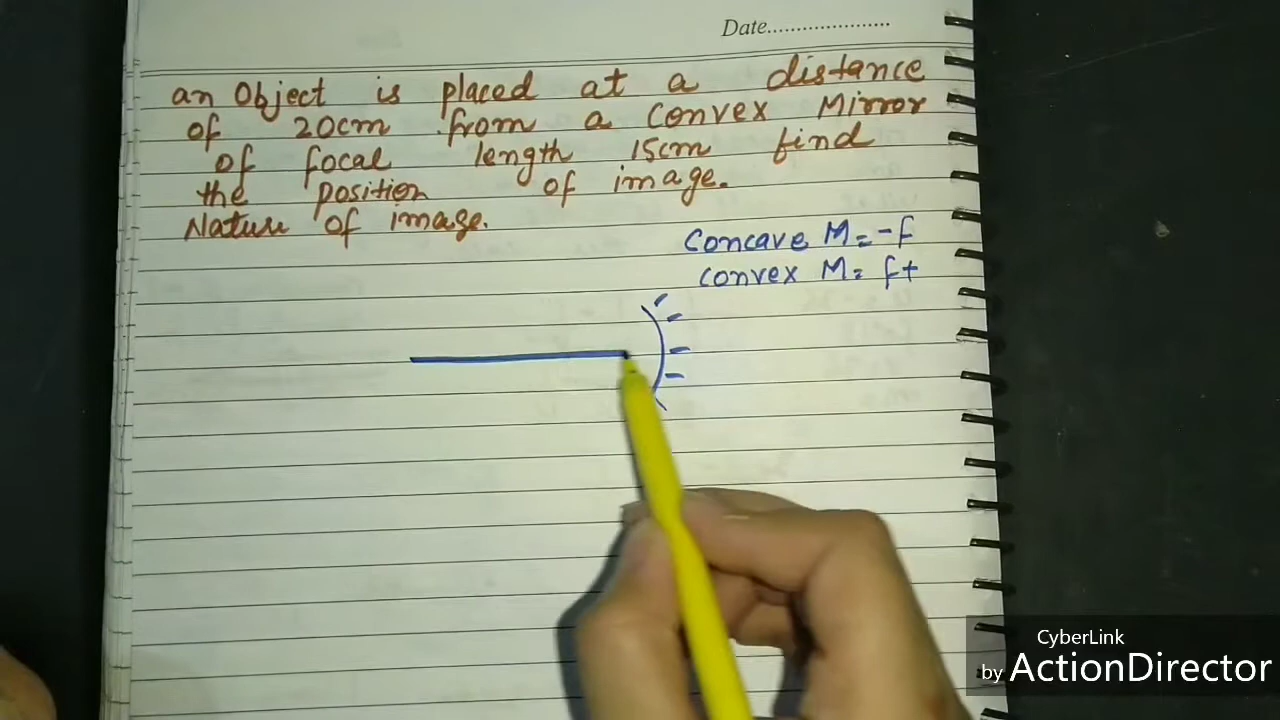 Date....................
an Object is placed at a distance
of 20cm from a convex Mirror
of focal length 15cm find
the position of image.
Nature of image.
Concave M = -f
convex M = f+
CyberLink
by ActionDirector